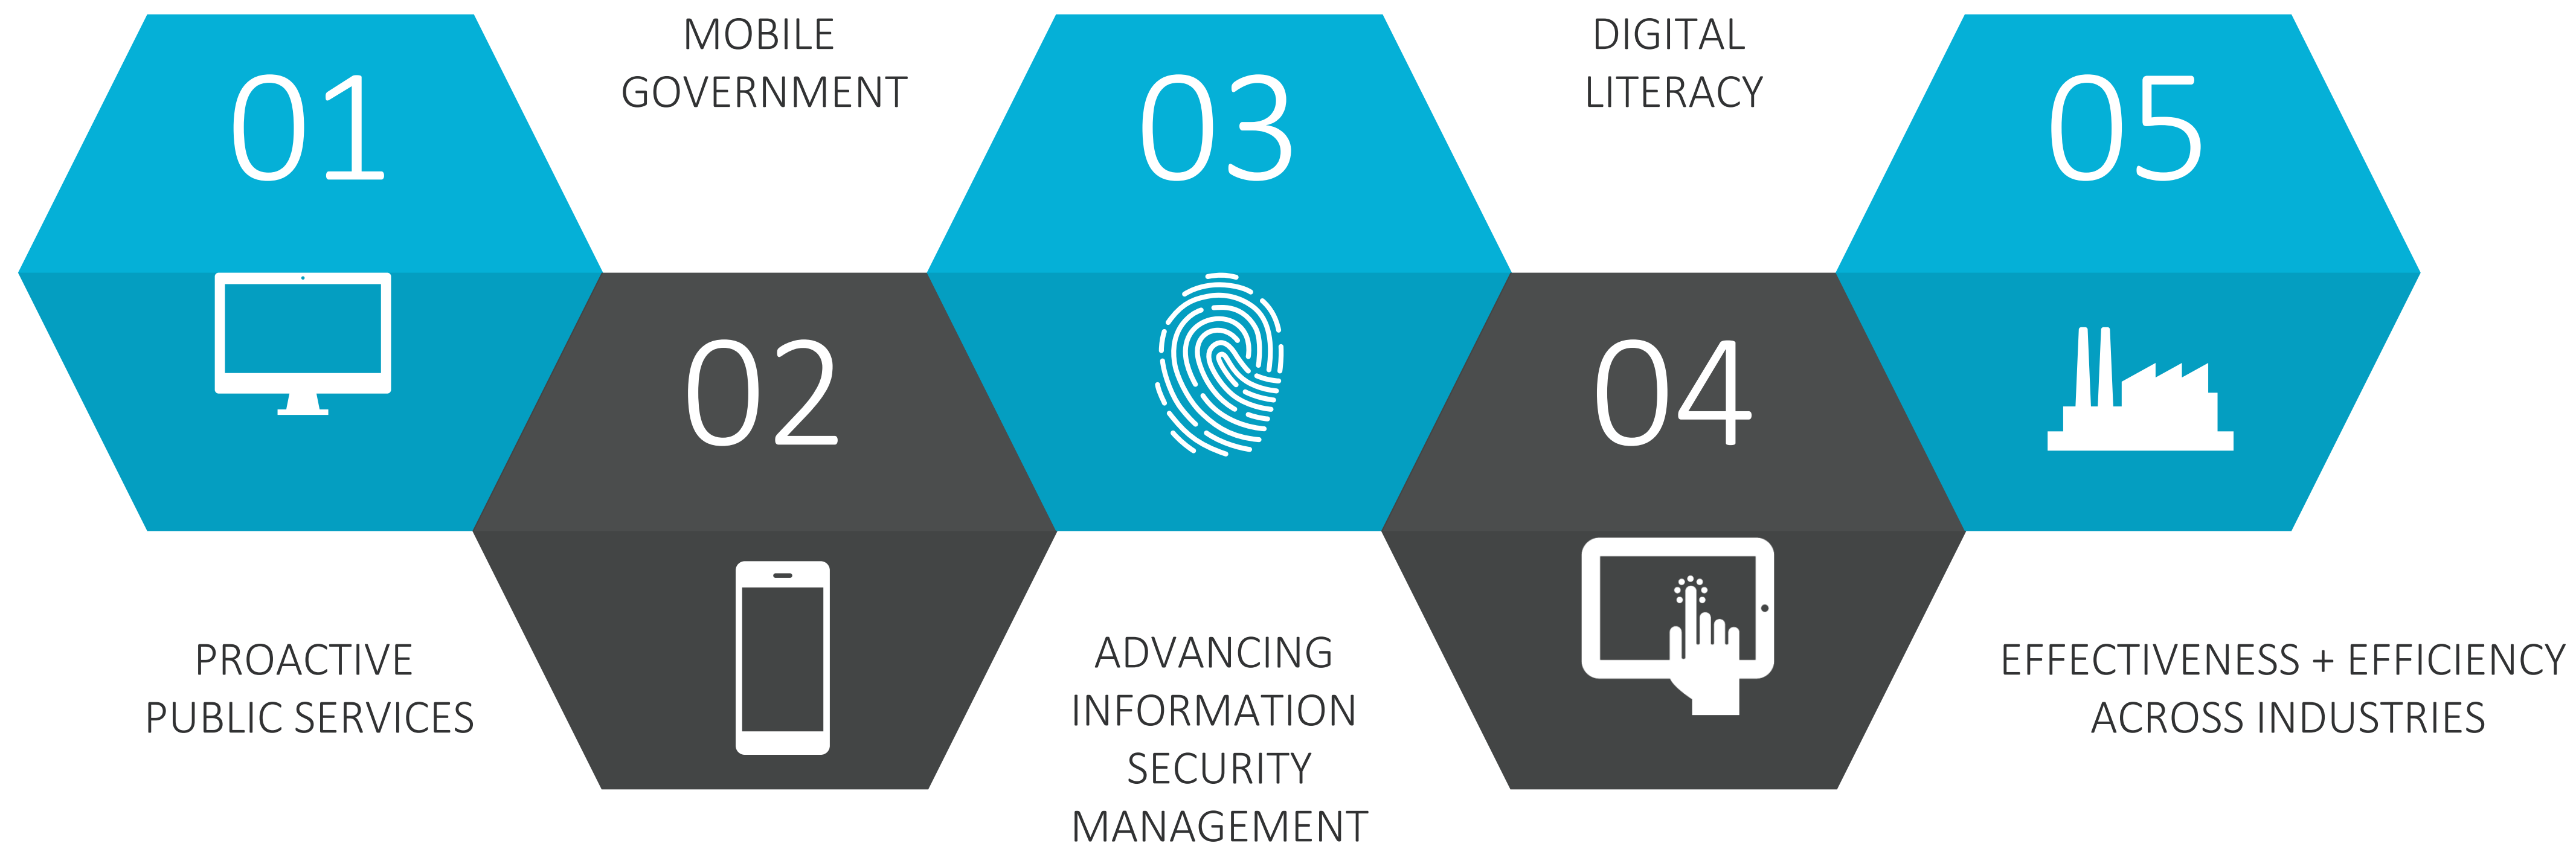 01
PROACTIVE
PUBLIC SERVICES
MOBILE
GOVERNMENT
02
03
ADVANCING
INFORMATION
SECURITY
MANAGEMENT
DIGITAL
LITERACY
04
05
EFFECTIVENESS + EFFICIENCY
ACROSS INDUSTRIES